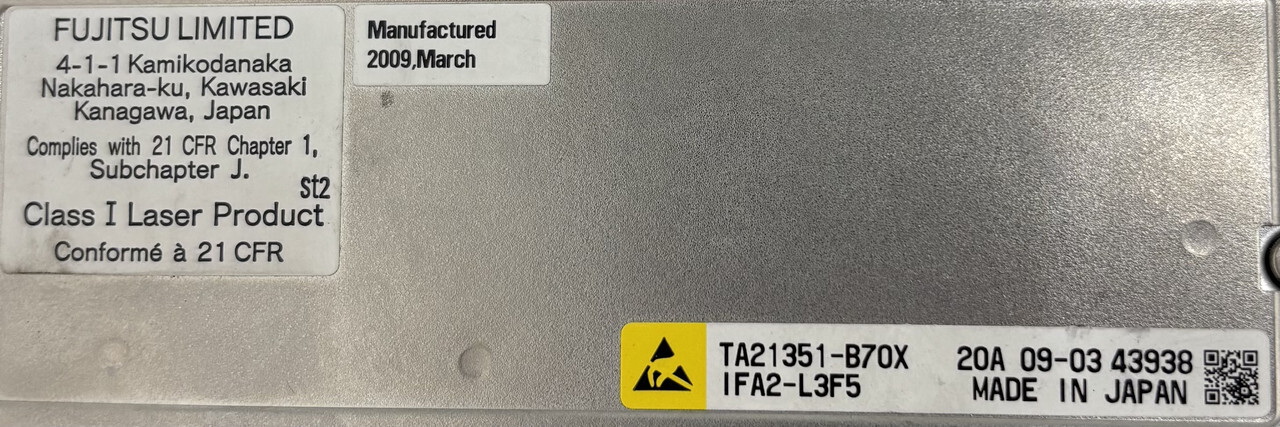 FUJITSU LIMITED
4-1-1 Kamikodanaka
Nakahara-ku, Kawasaki
Kanagawa, Japan
Complies with 21 CFR Chapter 1,
Subchapter J.
St2
Class I Laser Product
Conformé à 21 CFR
Manufactured
2009,March
TA21351-B70X 20A 09-03 43938
IFA2-L3F5 MADE IN JAPAN